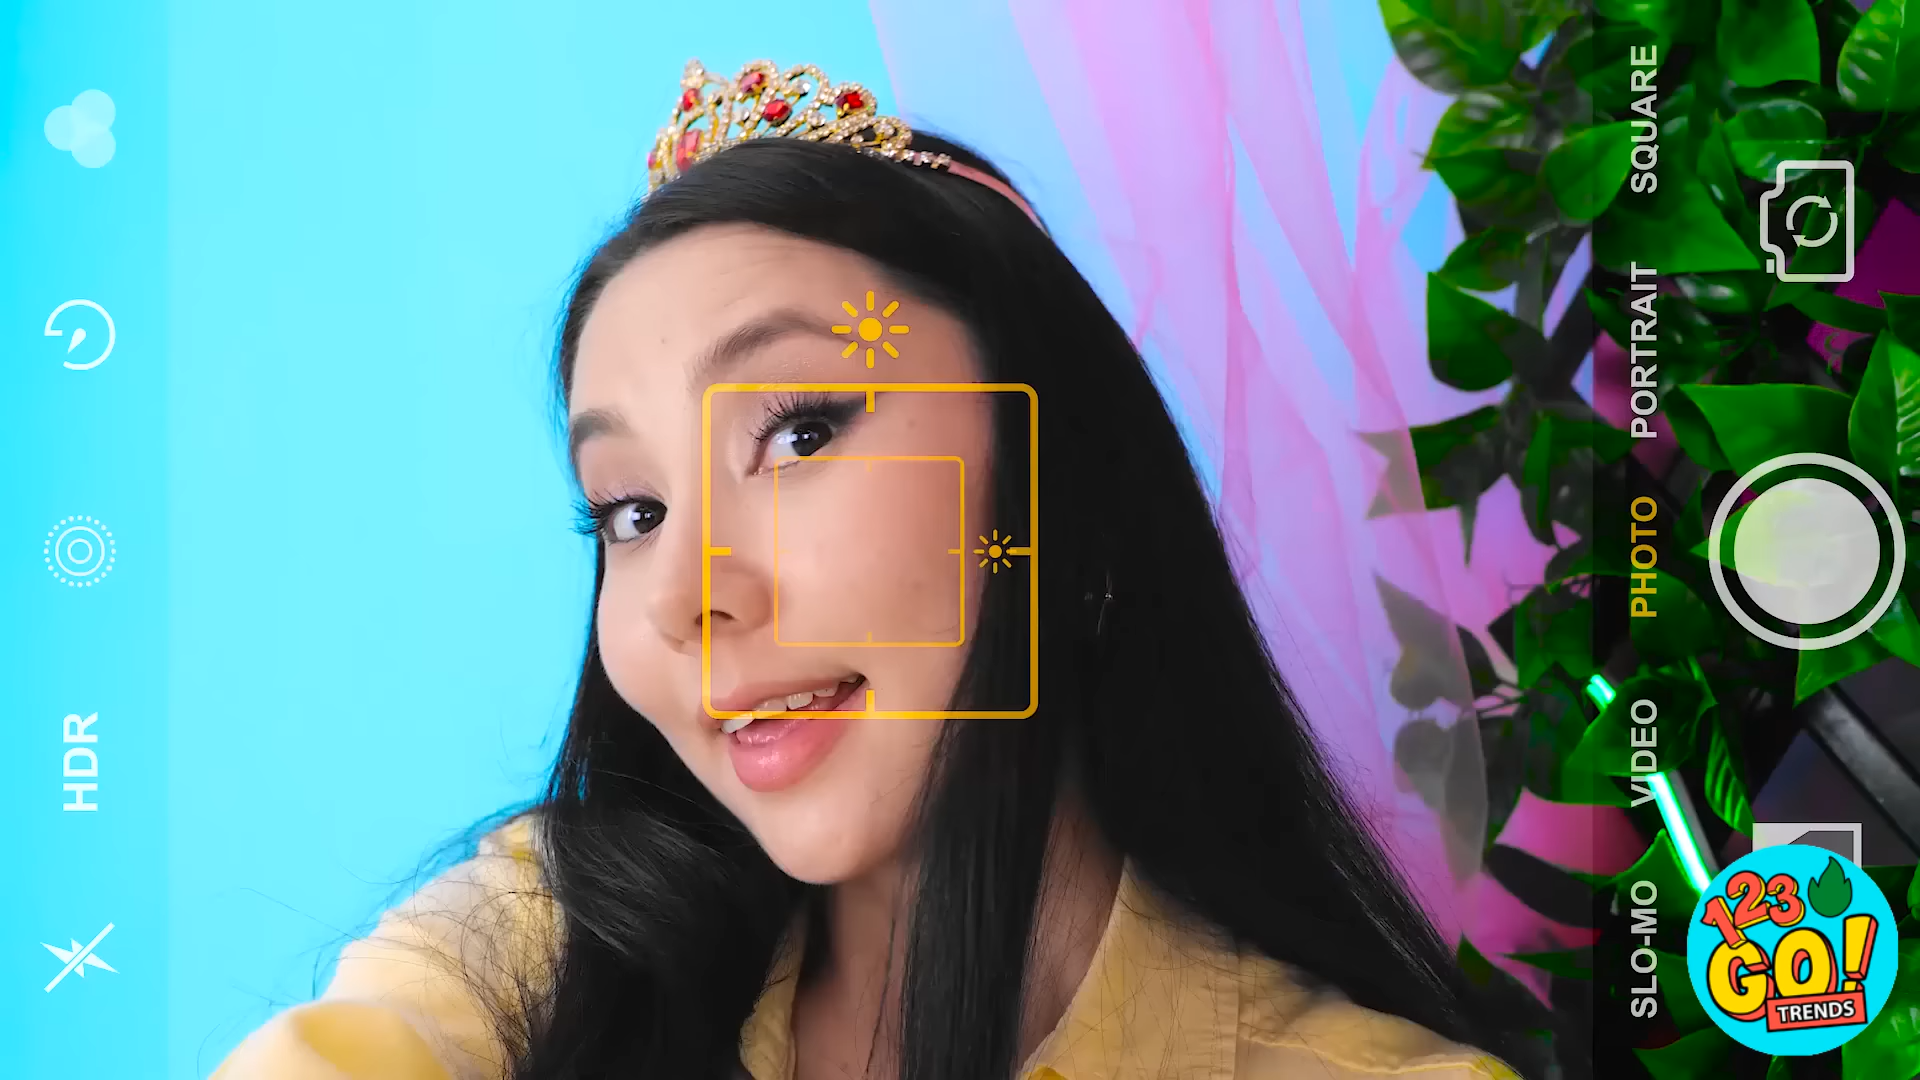 HDR
SQUARE
PORTRAIT
PHOTO
VIDEO
SLO-MO
123
GO!
TRENDS